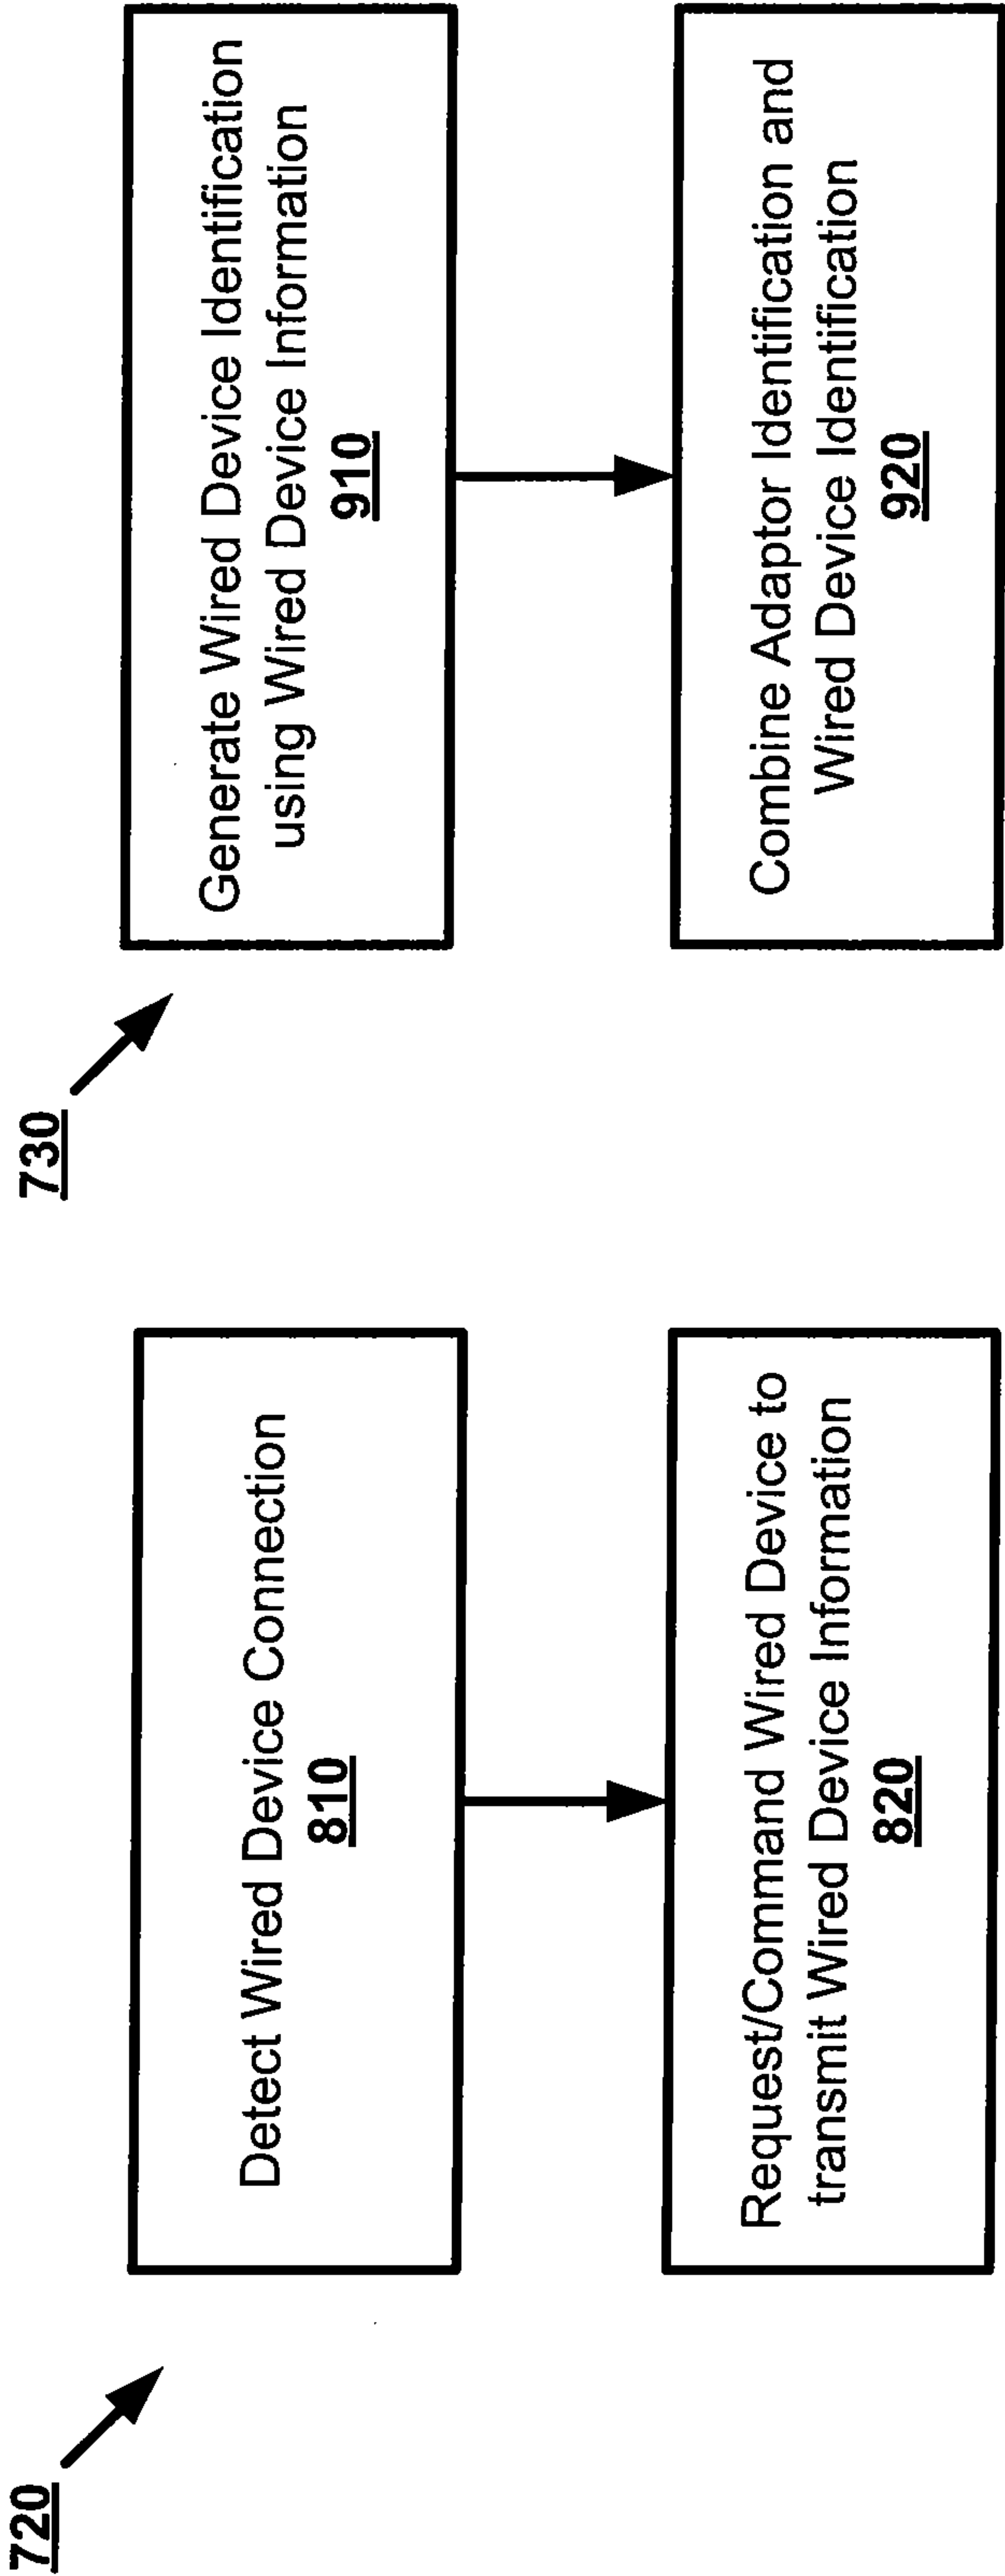 720
Detect Wired Device Connection
810
Request/Command Wired Device to
transmit Wired Device Information
820
730
Generate Wired Device Identification
using Wired Device Information
910
Combine Adaptor Identification and
Wired Device Identification
920